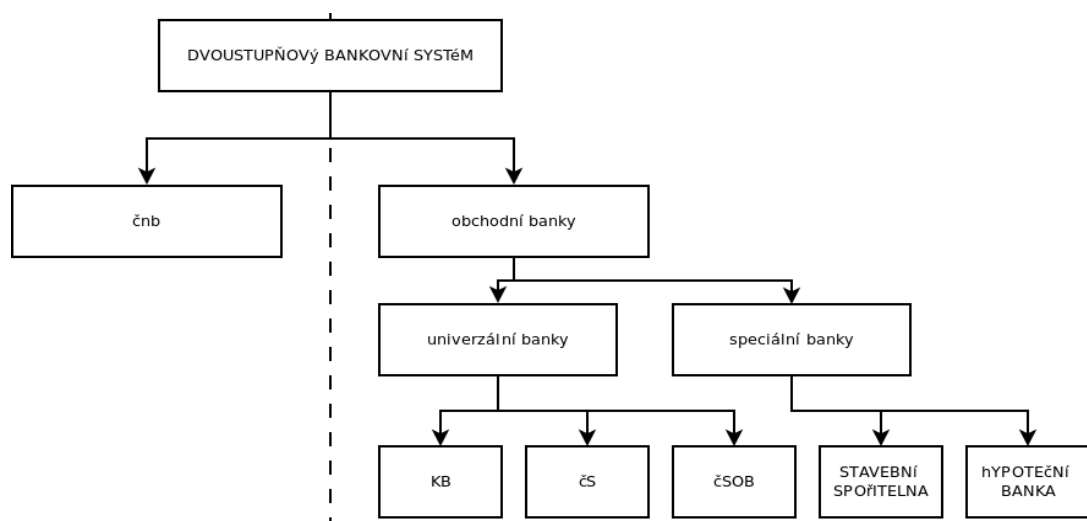 DVOUSTUPŇOVý BANKOVNí SYSTéM
čnb
obchodní banky
univerzální banky
speciální banky
KB
čS
čSOB
STAVEBNí
SPOřITELNA
hYPOTEčNí
BANKA